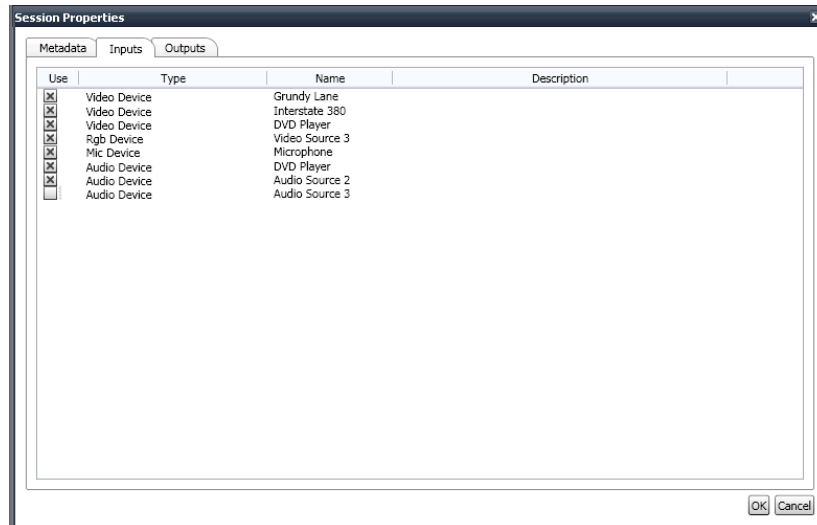 Session Properties
Metadata Inputs Outputs
Use Type Name Description
Video Device Grundy Lane
Video Device Interstate 380
Video Device DVD Player
Rgb Device Video Source 3
Mic Device Microphone
Audio Device DVD Player
Audio Device Audio Source 2
Audio Device Audio Source 3
OK Cancel